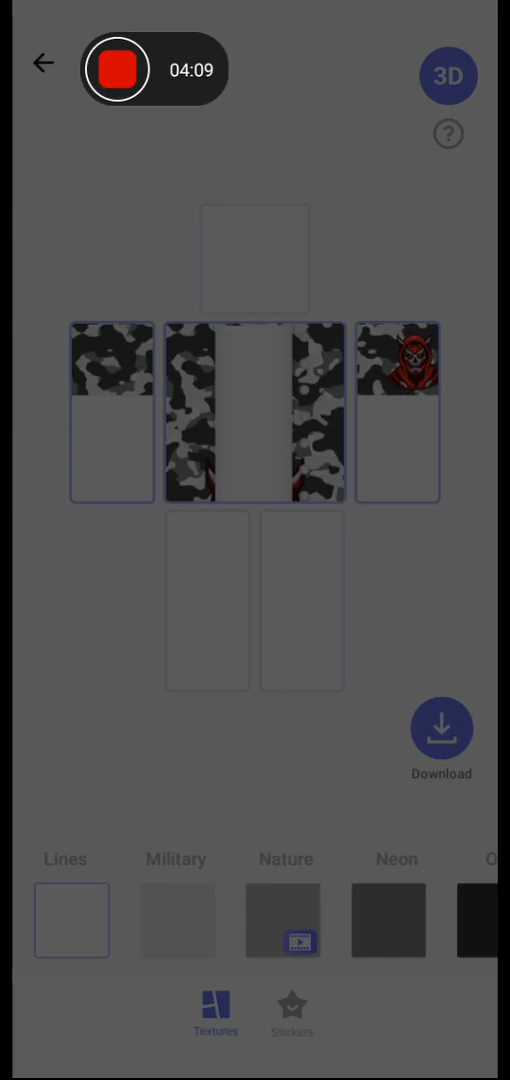 04:09
3D
?
Download
Lines
Military
Nature
Neon
O
Textures
Stickers